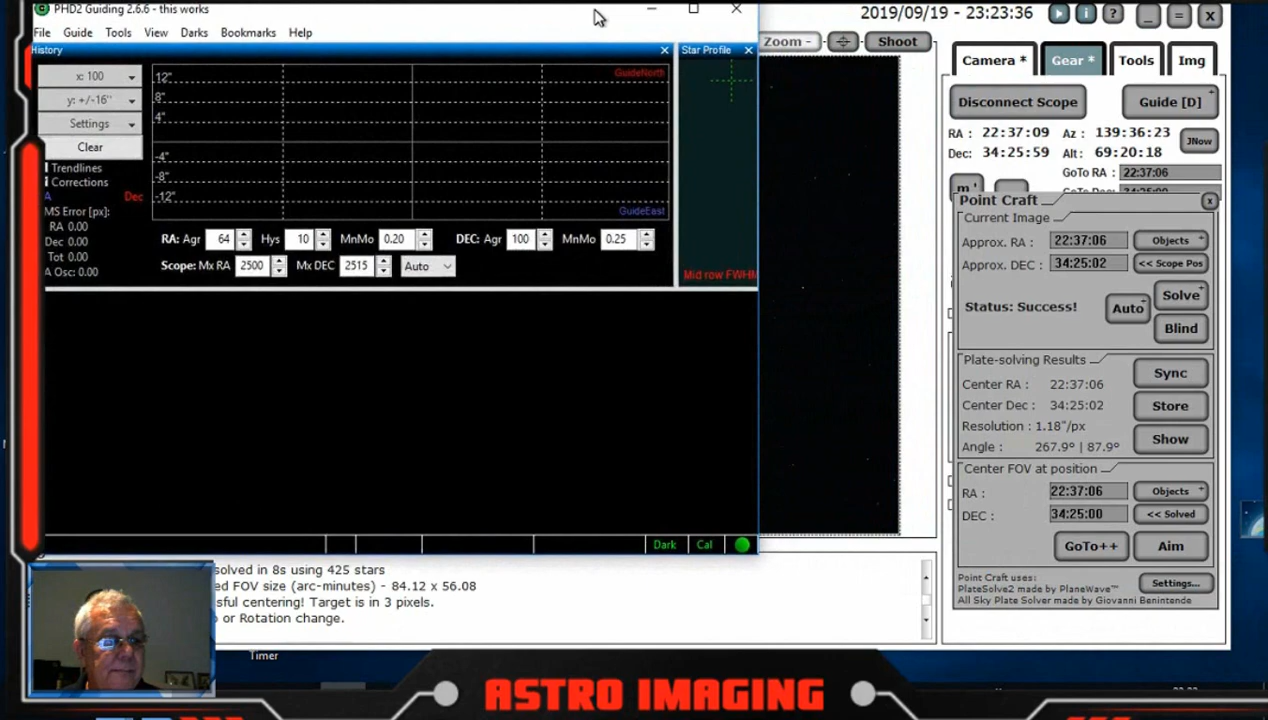 PHD2 Guiding 2.6.6 - this works
2019/09/19 - 23:23:36
i
?
_
=
X
File Guide Tools View Darks Bookmarks Help
Zoom -
Shoot
History
Star Profile
Camera * Gear * Tools Img
x: 100
y: +/-16"
Settings
Clear
Trendlines
Corrections
A Dec
MS Error [px]:
RA 0.00
Dec 0.00
Tot 0.00
A Osc: 0.00
12"
8"
4"
-4"
-8"
-12"
GuideNorth
GuideEast
RA: Agr 64 Hys 10 MnMo 0.20 DEC: Agr 100 MnMo 0.25
Scope: Mx RA 2500 Mx DEC 2515 Auto
Mid row FWHM
Disconnect Scope
Guide [D]
RA : 22:37:09 Az : 139:36:23
Dec: 34:25:59 Alt : 69:20:18
JNow
GoTo RA : 22:37:06
Point Craft
x
Current Image
Approx. RA : 22:37:06 Objects
Approx. DEC : 34:25:02 << Scope Pos
Status: Success!
Auto
Solve
Blind
Plate-solving Results
Center RA : 22:37:06
Center Dec : 34:25:02
Resolution : 1.18"/px
Angle : 267.9° | 87.9°
Sync
Store
Show
Center FOV at position
RA : 22:37:06 Objects
DEC : 34:25:00 << Solved
GoTo++ Aim
Point Craft uses:
PlateSolve2 made by PlaneWave™
All Sky Plate Solver made by Giovanni Benintende
Settings...
Dark Cal
solved in 8s using 425 stars
ed FOV size (arc-minutes) - 84.12 x 56.08
sful centering! Target is in 3 pixels.
o or Rotation change.
Timer
ASTRO IMAGING